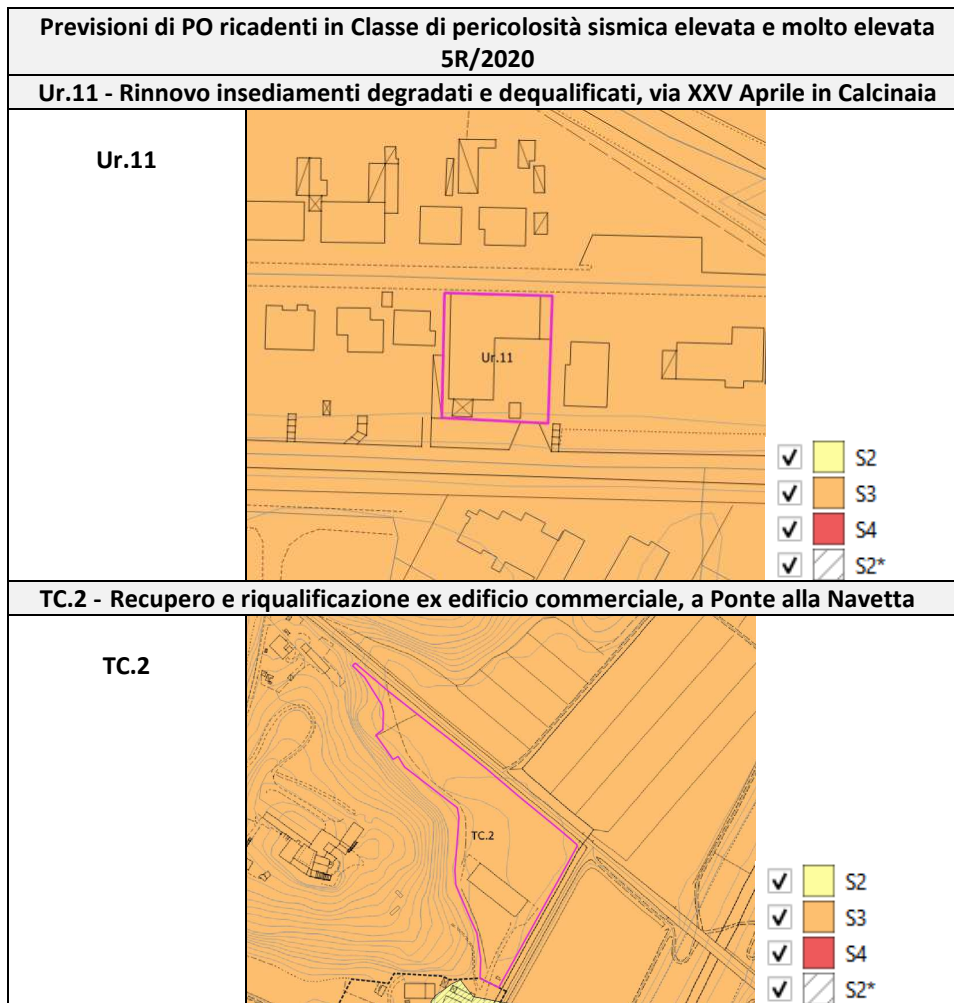 Previsioni di PO ricadenti in Classe di pericolosità sismica elevata e molto elevata
5R/2020
Ur.11 - Rinnovo insediamenti degradati e dequalificati, via XXV Aprile in Calcinaia
Ur.11
Ur.11
S2
S3
S4
S2*
TC.2 - Recupero e riqualificazione ex edificio commerciale, a Ponte alla Navetta
TC.2
TC.2
S2
S3
S4
S2*